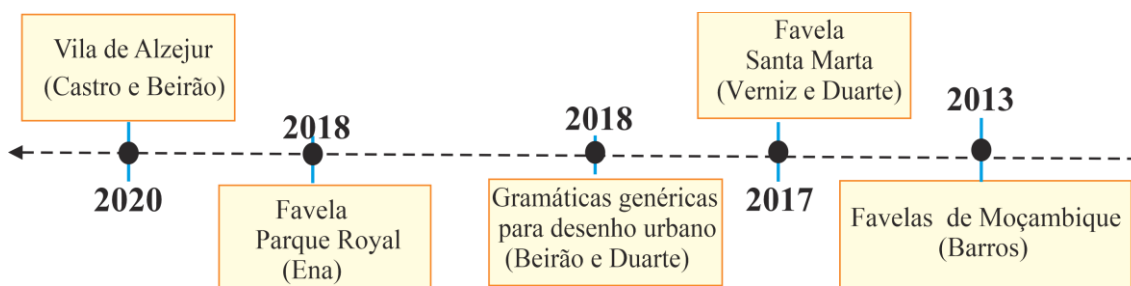 Vila de Alzejur
(Castro e Beirão)
2020
2018
Favela
Parque Royal
(Ena)
2018
Gramáticas genéricas
para desenho urbano
(Beirão e Duarte)
Favela
Santa Marta
(Verniz e Duarte)
2017
2013
Favelas de Moçambique
(Barros)